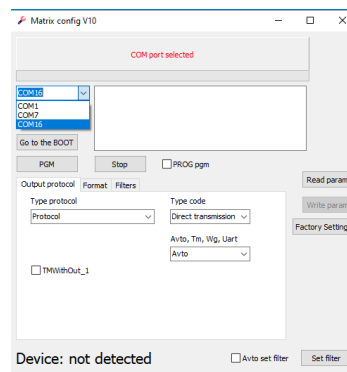 Matrix config V10
COM port selected
COM16
COM1
COM7
COM16
Go to the BOOT
PGM
Stop
PROG pgm
Read param
Output protocol
Format
Filters
Write param
Type protocol
Type code
Protocol
Direct transmission
Factory Setting
Avto, Tm, Wg, Uart
Avto
TMWithOut_1
Device: not detected
Avto set filter
Set filter